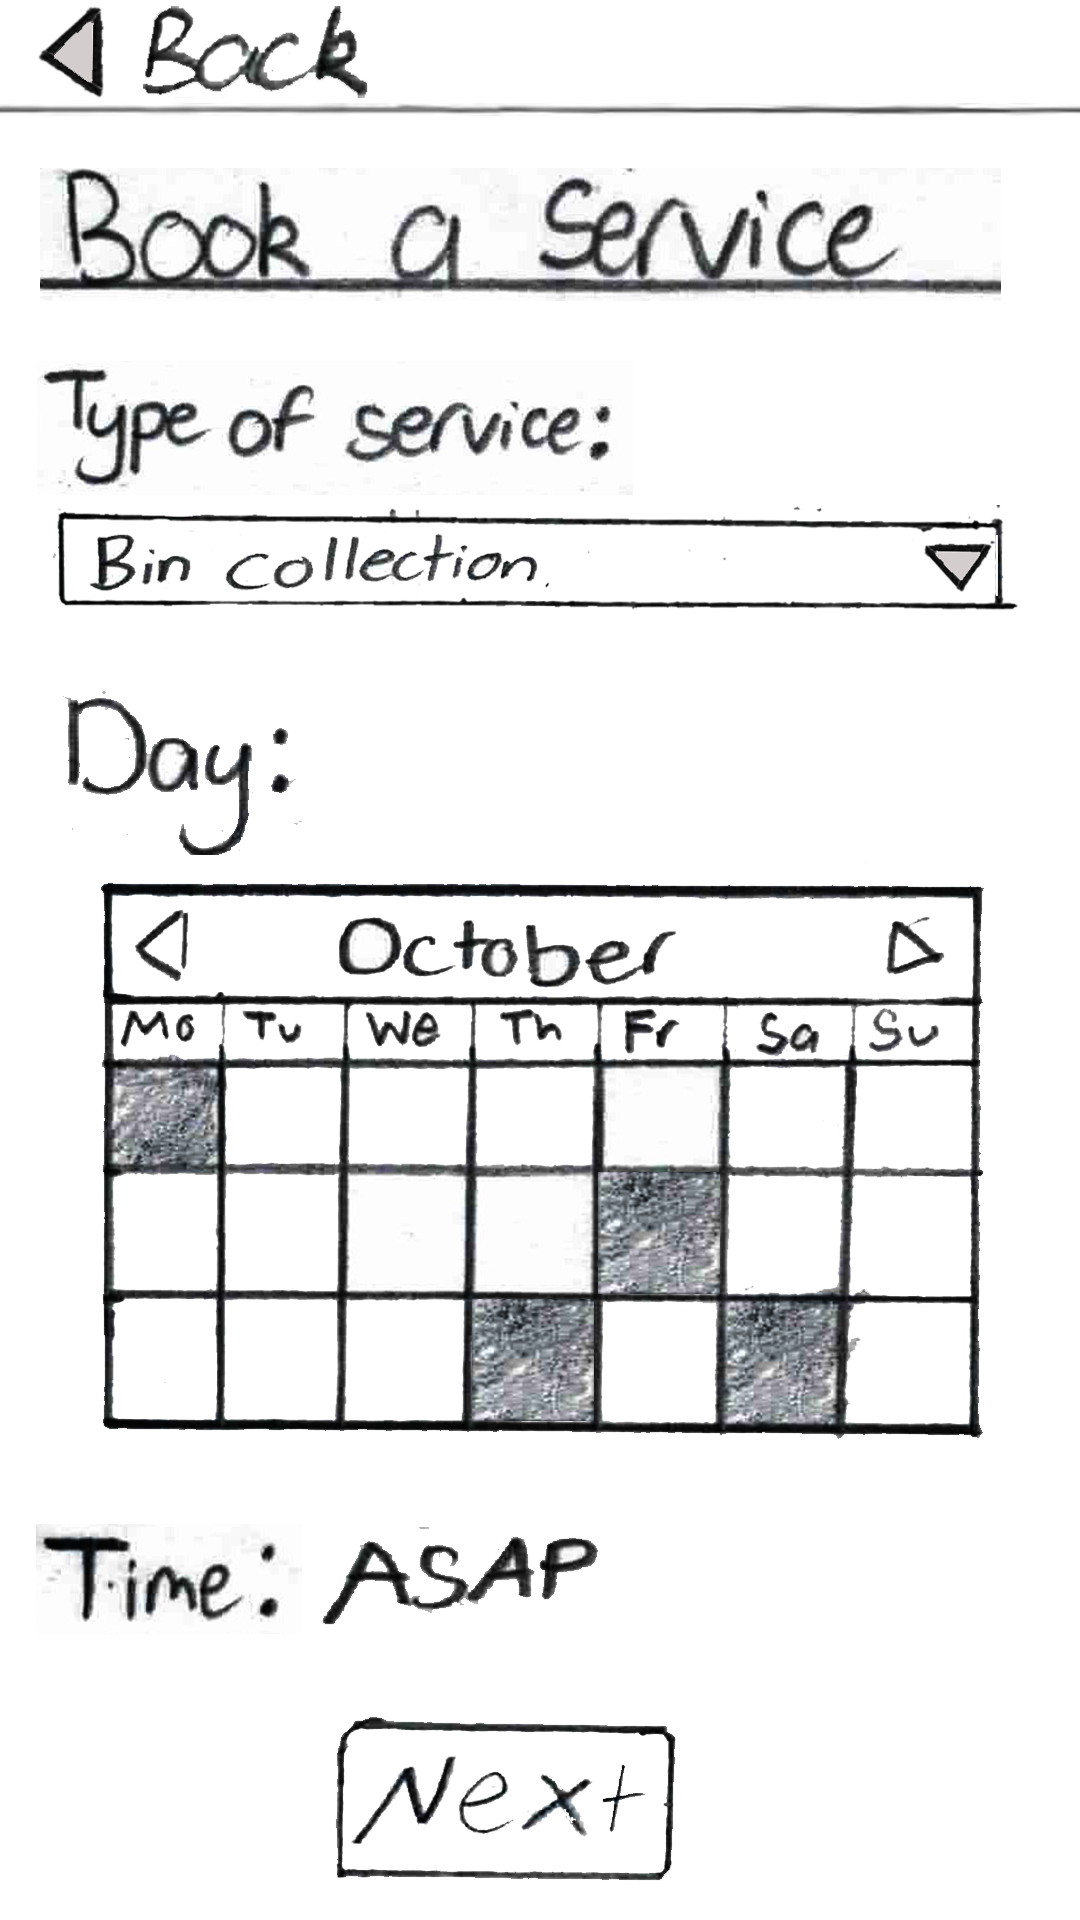 Back
Book a Service
Type of service:
Bin collection.
Day:
October
Mo Tu We Th Fr Sa Su
Time: ASAP
Next